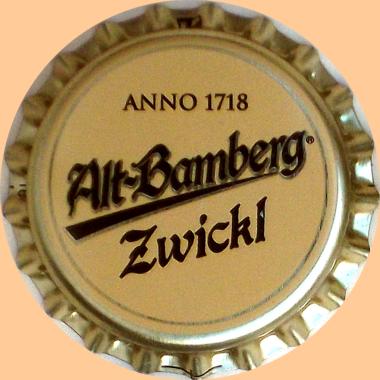 ANNO 1718
Alt-Bamberg®
Zwickl